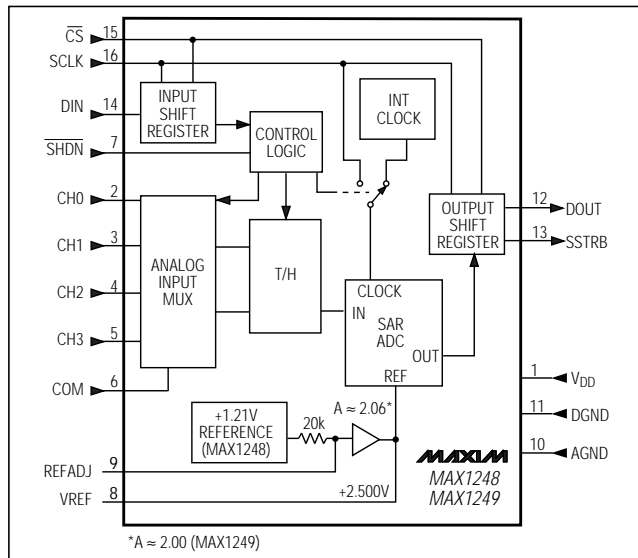 CS 15
SCLK 16
DIN 14
SHDN 7
CH0 2
CH1 3
CH2 4
CH3 5
COM 6
REFADJ 9
VREF 8
INPUT
SHIFT
REGISTER
CONTROL
LOGIC
INT
CLOCK
ANALOG
INPUT
MUX
T/H
CLOCK
IN
SAR
ADC
OUT
REF
OUTPUT
SHIFT
REGISTER
12 DOUT
13 SSTRB
1 VDD
11 DGND
10 AGND
+1.21V
REFERENCE
(MAX1248)
20k
A ≈ 2.06*
+2.500V
MAXIM
MAX1248
MAX1249
*A ≈ 2.00 (MAX1249)